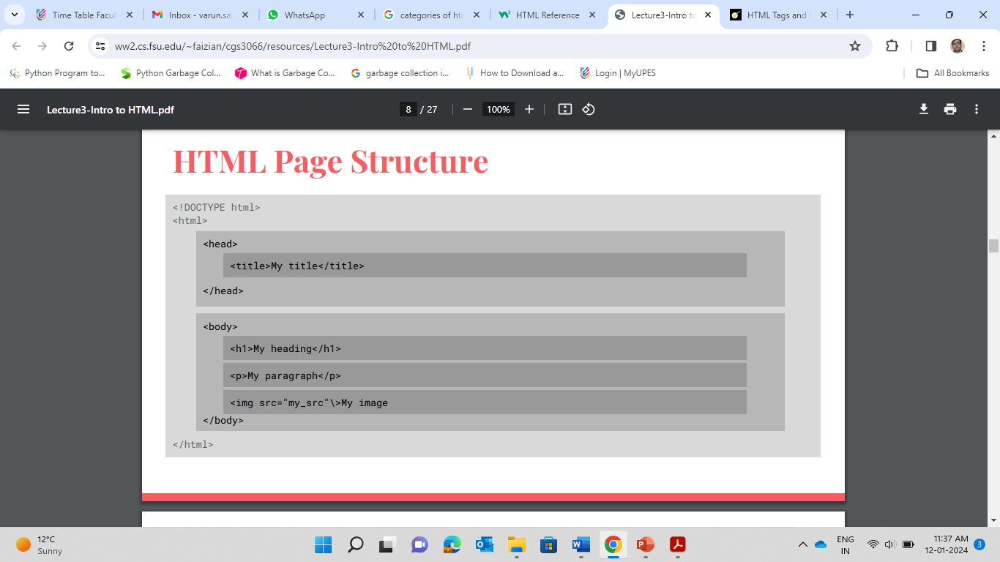 Time Table Facul
Inbox - varun.sap
WhatsApp
categories of htm
HTML Reference
Lecture3-Intro to
HTML Tags and
ww2.cs.fsu.edu/~faizian/cgs3066/resources/Lecture3-Intro%20to%20HTML.pdf
Python Program to...
Python Garbage Col...
What is Garbage Co...
garbage collection i...
How to Download a...
Login | MyUPES
All Bookmarks
Lecture3-Intro to HTML.pdf
8 / 27
100%
HTML Page Structure
<!DOCTYPE html>
<html>
<head>
<title>My title</title>
</head>
<body>
<h1>My heading</h1>
<p>My paragraph</p>
<img src="my_src"\>My image
</body>
</html>
12°C
Sunny
ENG
IN
11:37 AM
12-01-2024
3